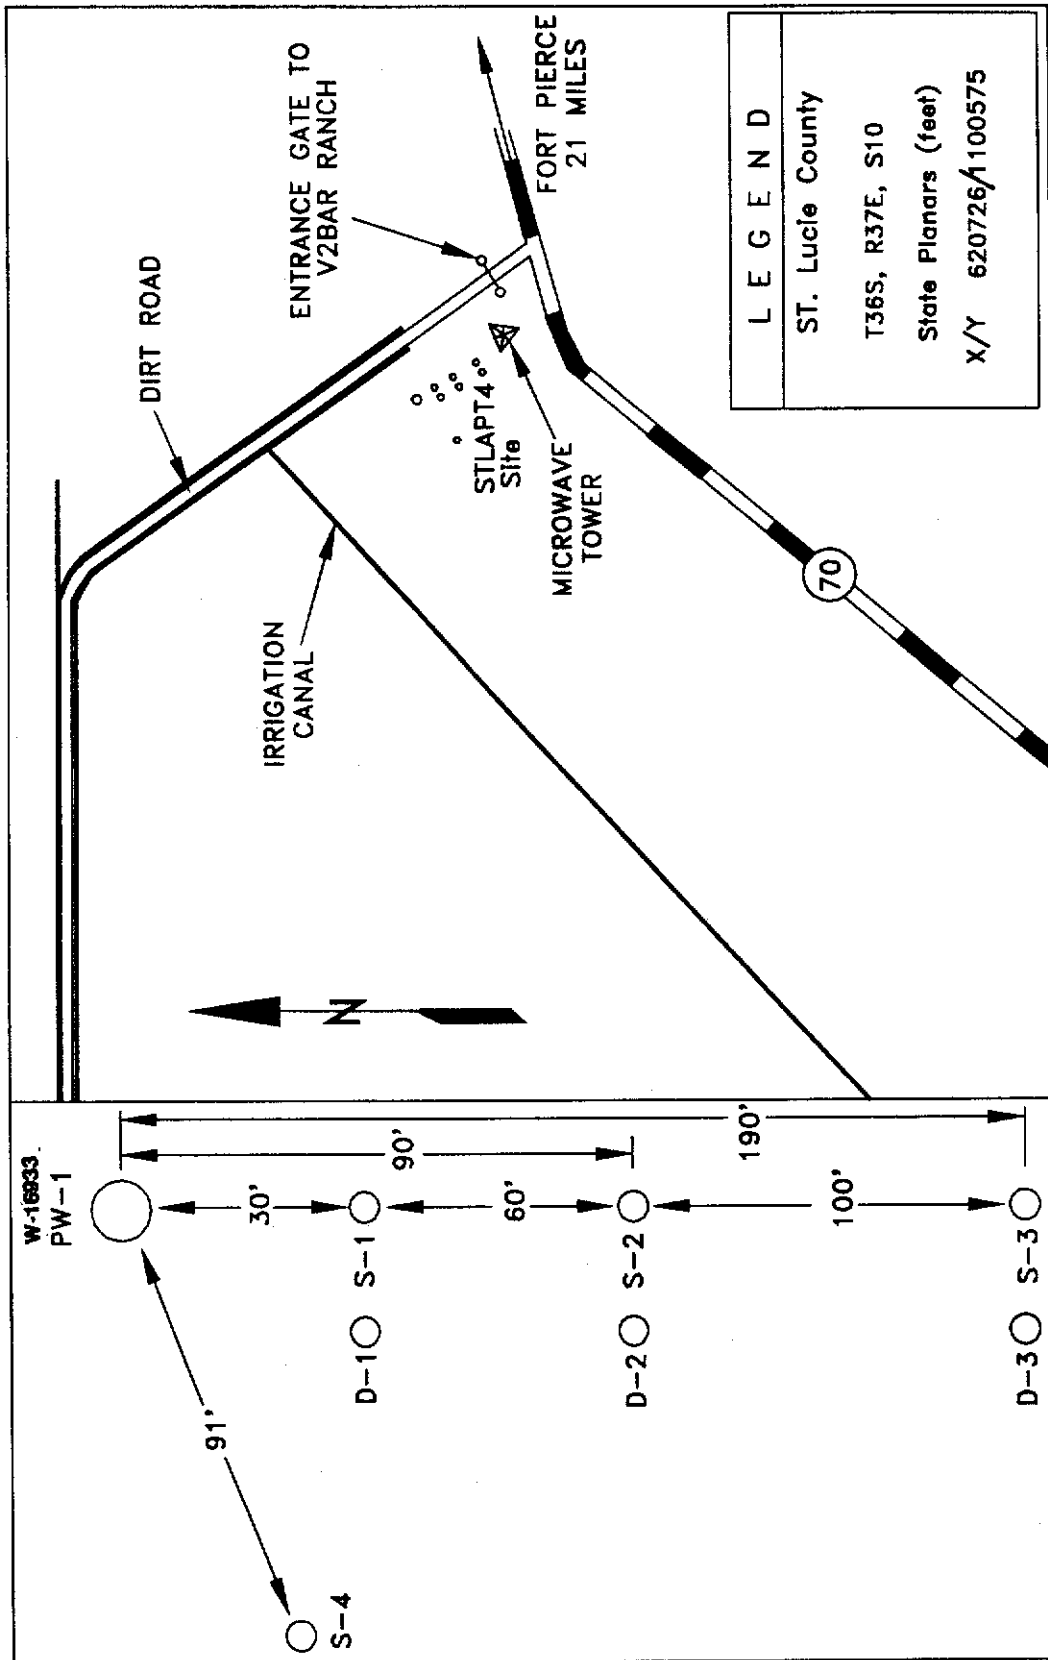 W-16933
PW-1
30'
90'
S-1
D-1
60'
91'
S-2
D-2
190'
100'
S-4
S-3
D-3
N
DIRT ROAD
ENTRANCE GATE TO
V2BAR RANCH
IRRIGATION
CANAL
STLAPT4
Site
MICROWAVE
TOWER
FORT PIERCE
21 MILES
70
LEGEND
ST. Lucie County
T36S, R37E, S10
State Planars (feet)
X/Y 620726/1100575